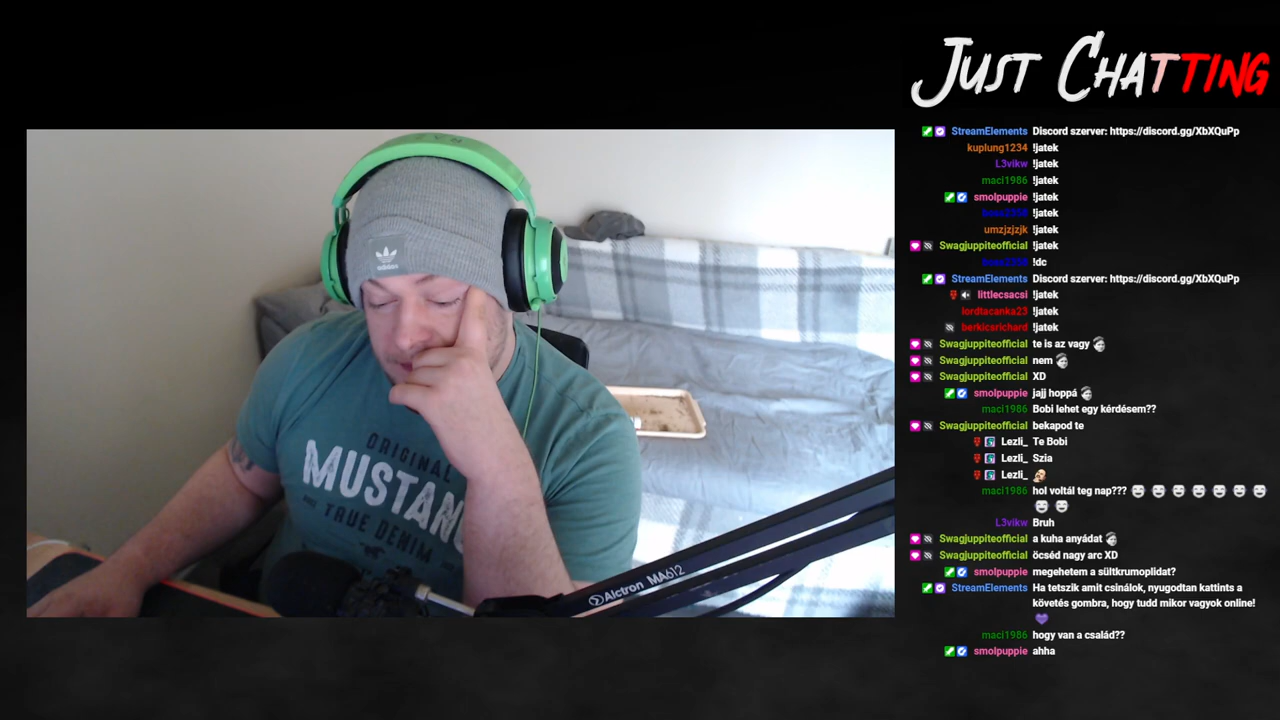 JUST CHATTING
StreamElements Discord szerver: https://discord.gg/XbXQuPp
kuplung1234 !jatek
L3vikw !jatek
maci1986 !jatek
smolpuppie !jatek
!jatek
umzjzjzjk !jatek
Swagjuppiteofficial !jatek
!dc
StreamElements Discord szerver: https://discord.gg/XbXQuPp
littlecsacsi !jatek
lordtacanka23 !jatek
berkicsrichard !jatek
Swagjuppiteofficial te is az vagy
Swagjuppiteofficial nem
Swagjuppiteofficial XD
smolpuppie jajj hoppá
maci1986 Bobi lehet egy kérdésem??
Swagjuppiteofficial bekapod te
Lezli_ Te Bobi
Lezli_ Szia
Lezli_
maci1986 hol voltál teg nap???
L3vikw Bruh
Swagjuppiteofficial a kuha anyádat
Swagjuppiteofficial öcséd nagy arc XD
smolpuppie megehetem a sültkrumoplidat?
StreamElements Ha tetszik amit csinálok, nyugodtan kattints a
követés gombra, hogy tudd mikor vagyok online!
maci1986 hogy van a család??
smolpuppie ahha
adidas
ORIGINAL
MUSTANG
TRUE DENIM
Alctron MA612